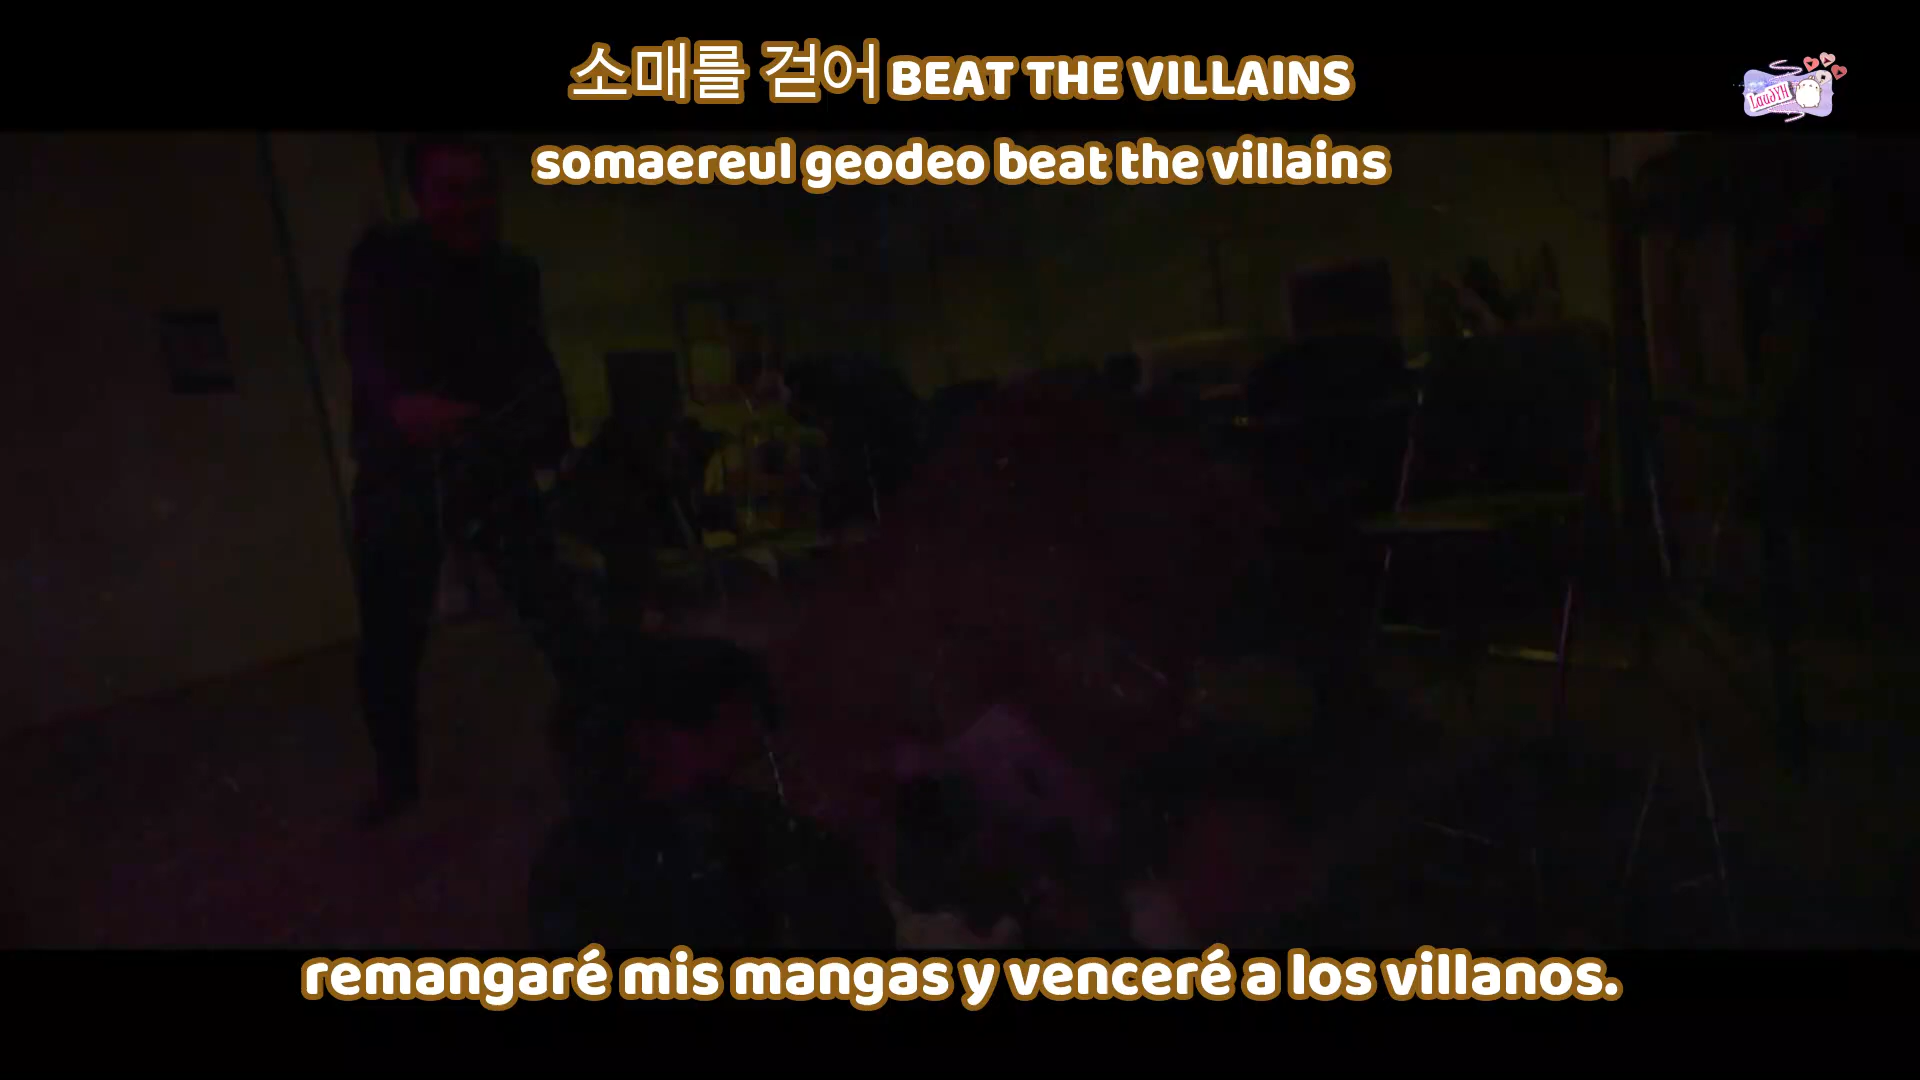 소매를 걷어 BEAT THE VILLAINS
LauJYH
somaereul geodeo beat the villains
remangaré mis mangas y venceré a los villanos.